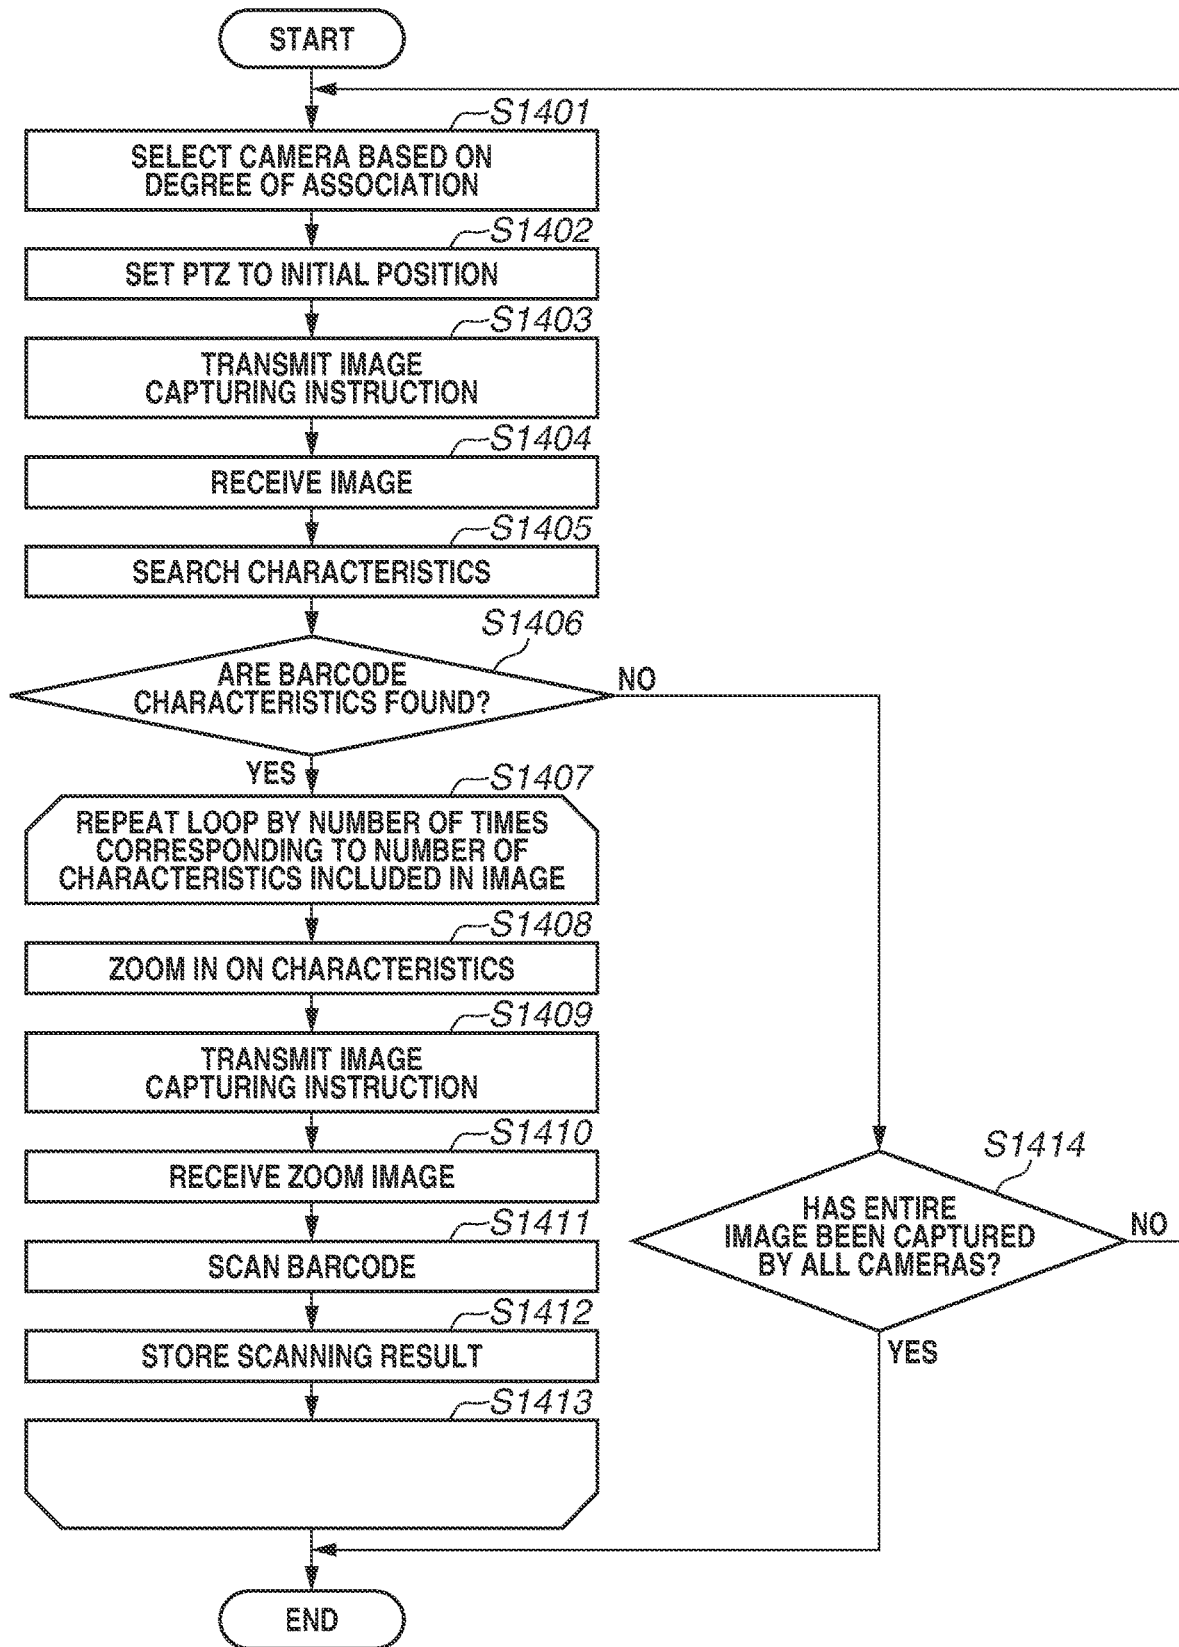 START
S1401
SELECT CAMERA BASED ON
DEGREE OF ASSOCIATION
S1402
SET PTZ TO INITIAL POSITION
S1403
TRANSMIT IMAGE
CAPTURING INSTRUCTION
S1404
RECEIVE IMAGE
S1405
SEARCH CHARACTERISTICS
S1406
ARE BARCODE
CHARACTERISTICS FOUND?
NO
YES
S1407
REPEAT LOOP BY NUMBER OF TIMES
CORRESPONDING TO NUMBER OF
CHARACTERISTICS INCLUDED IN IMAGE
S1408
ZOOM IN ON CHARACTERISTICS
S1409
TRANSMIT IMAGE
CAPTURING INSTRUCTION
S1410
RECEIVE ZOOM IMAGE
S1411
SCAN BARCODE
S1412
STORE SCANNING RESULT
S1413
S1414
HAS ENTIRE
IMAGE BEEN CAPTURED
BY ALL CAMERAS?
NO
YES
END